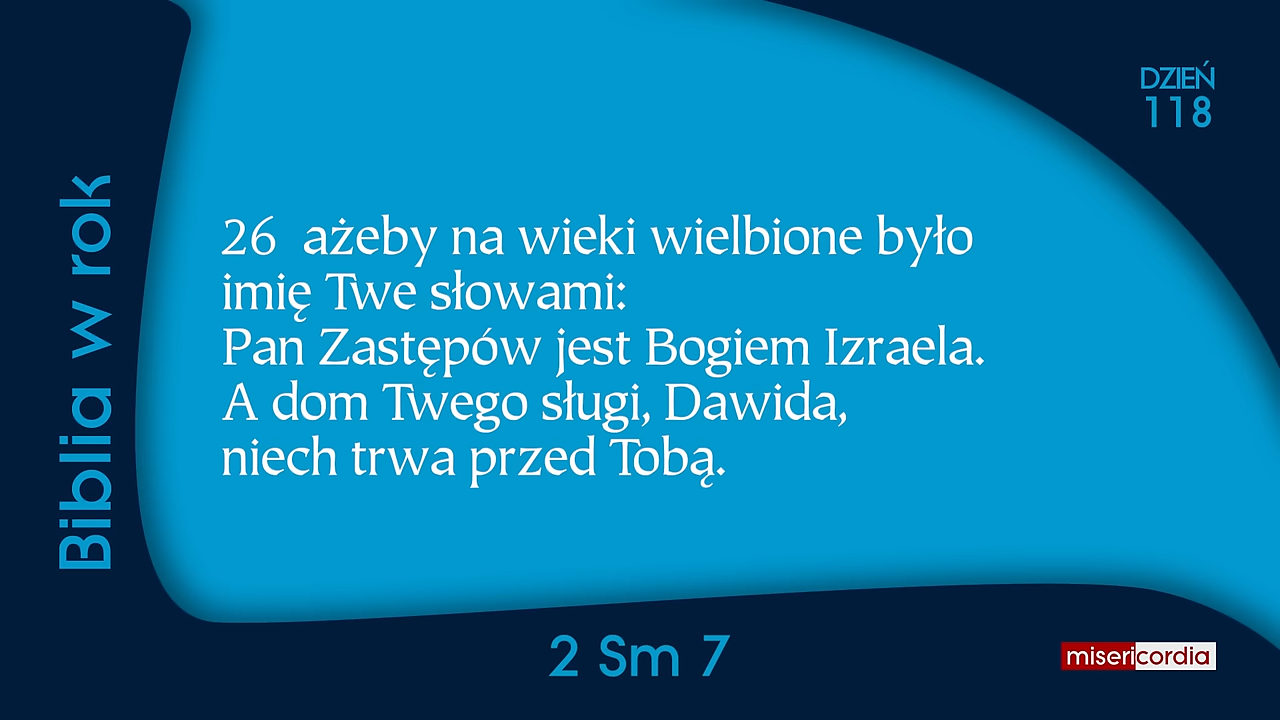 Biblia w rok
DZIEŃ
118
26 ażeby na wieki wielbione było
imię Twe słowami:
Pan Zastępów jest Bogiem Izraela.
A dom Twego sługi, Dawida,
niech trwa przed Tobą.
2 Sm 7
misericordia